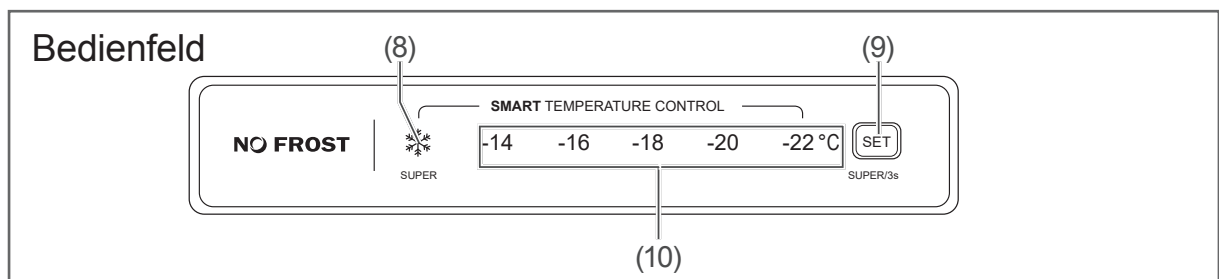 Bedienfeld
(8)
(9)
SMART TEMPERATURE CONTROL
NO FROST
-14 -16 -18 -20 -22 °C
SET
SUPER
SUPER/3s
(10)